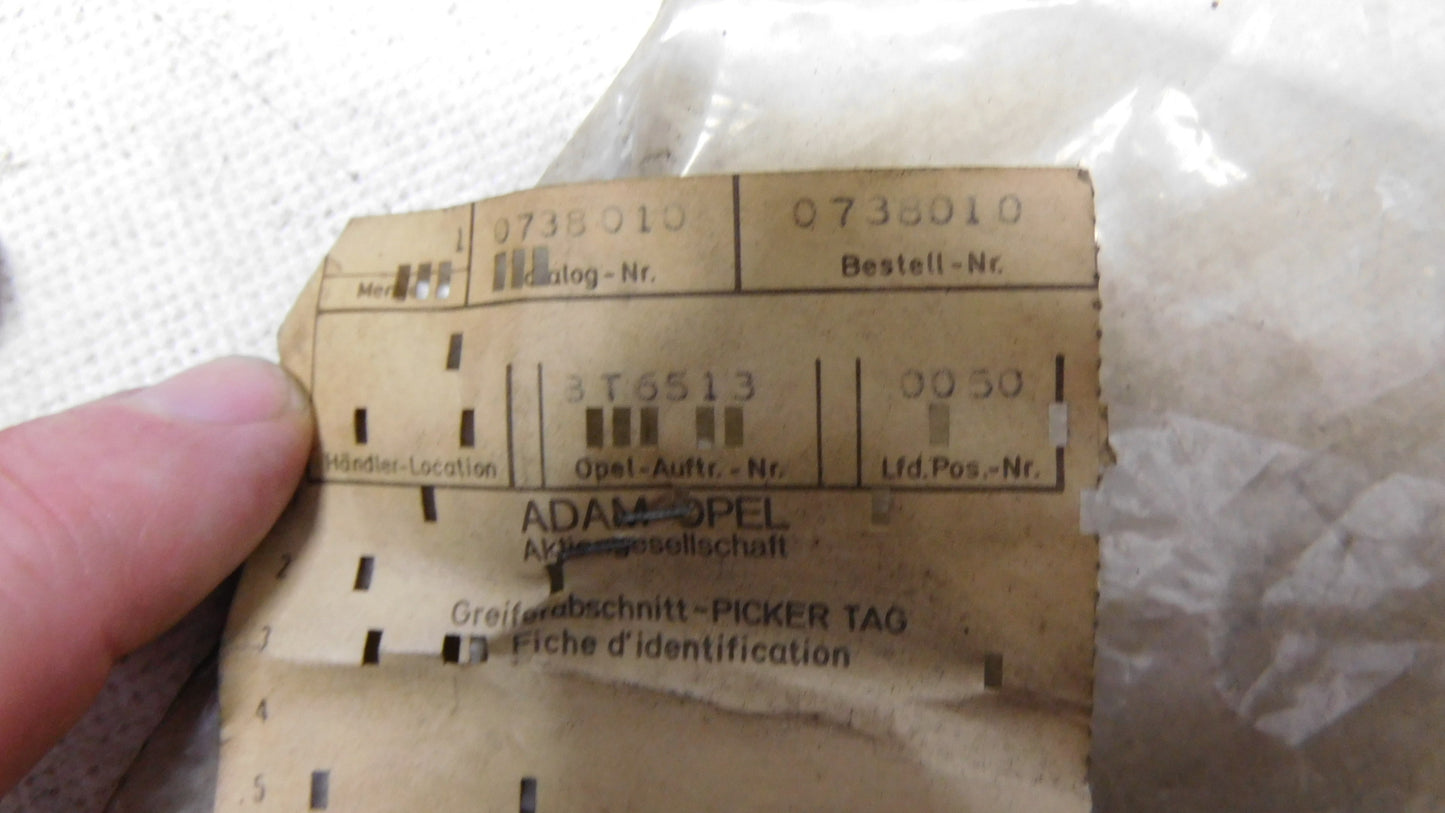 1 0738010 0738010
Katalog-Nr. Bestell-Nr.
3T6513 0050
Händler-Location Opel-Auftr.-Nr. Lfd.Pos.-Nr.
ADAM OPEL
Aktiengesellschaft
2
Greiferabschnitt-PICKER TAG
3 Fiche d'identification
4
5